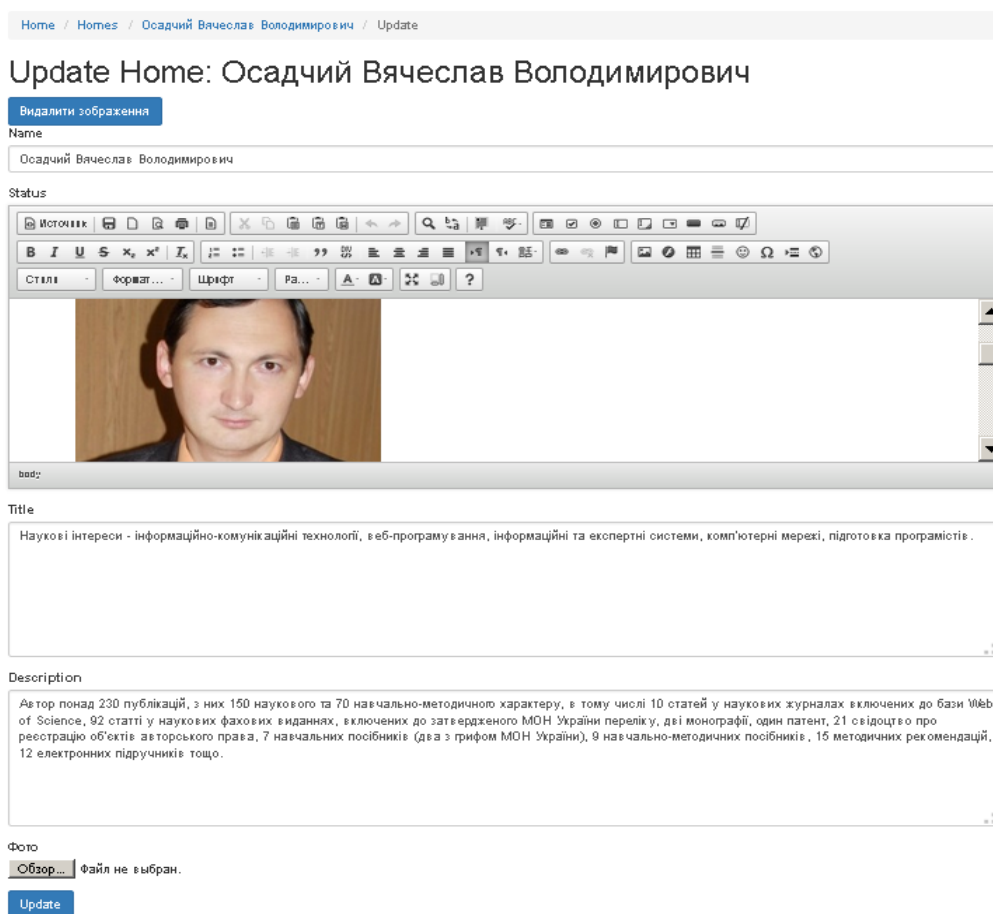 Home / Homes / Осадчий Вячеслав Володимирович / Update
Update Home: Осадчий Вячеслав Володимирович
Видалити зображення
Name
Осадчий Вячеслав Володимирович
Status
Источник
Стили Формат... Шрифт Ра... ?
body
Title
Наукові інтереси - інформаційно-комунікаційні технології, веб-програмування, інформаційні та експертні системи, комп'ютерні мережі, підготовка програмістів.
Description
Автор понад 230 публікацій, з них 150 наукового та 70 навчально-методичного характеру, в тому числі 10 статей у наукових журналах включених до бази Web
of Science, 92 статті у наукових фахових виданнях, включених до затвердженого МОН України переліку, дві монографії, один патент, 21 свідоцтво про
реєстрацію об'єктів авторського права, 7 навчальних посібників (два з грифом МОН України), 9 навчально-методичних посібників, 15 методичних рекомендацій,
12 електронних підручників тощо.
Фото
Обзор... Файл не выбран.
Update